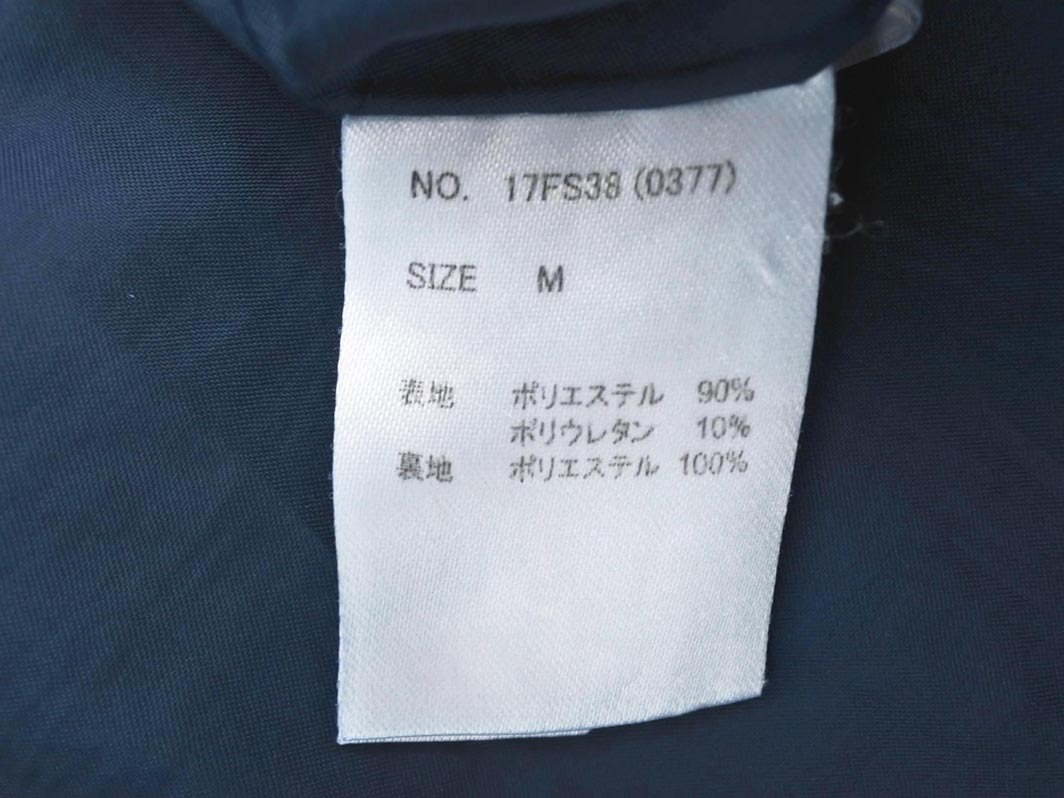 NO. 17FS38 (0377)
SIZE M
表地 ポリエステル 90%
ポリウレタン 10%
裏地 ポリエステル 100%